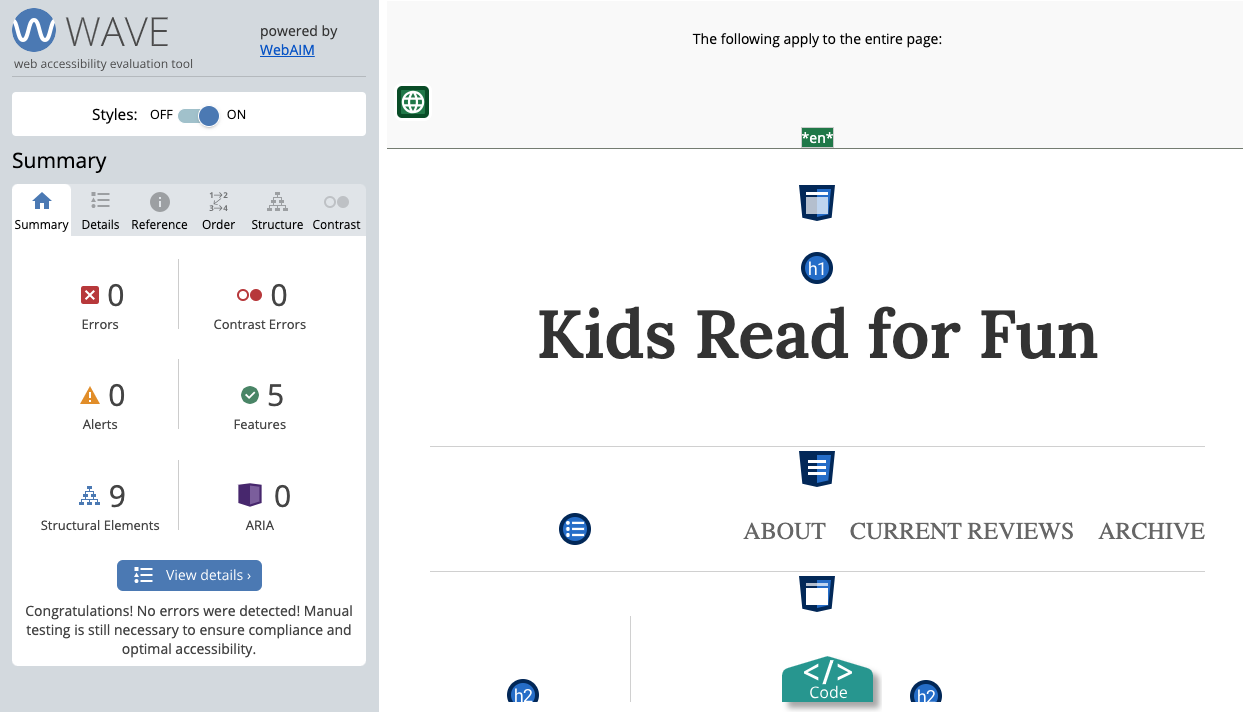 WAVE
web accessibility evaluation tool
powered by
WebAIM
Styles: OFF ON
Summary
Summary Details Reference Order Structure Contrast
0
Errors
0
Contrast Errors
0
Alerts
5
Features
9
Structural Elements
0
ARIA
View details ›
Congratulations! No errors were detected! Manual
testing is still necessary to ensure compliance and
optimal accessibility.
The following apply to the entire page:
*en*
h1
Kids Read for Fun
ABOUT CURRENT REVIEWS ARCHIVE
h2
</>
Code
h2